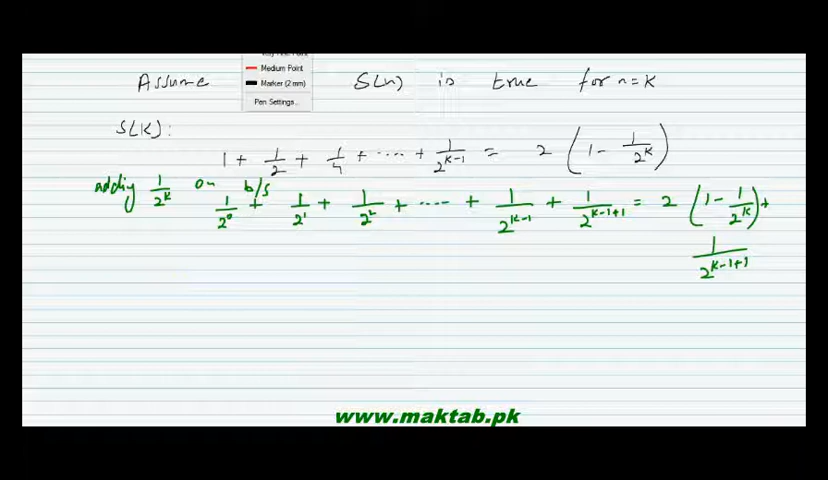 Medium Point
Assume S(n) is true for n=k
Marker (2 mm)
Pen Settings...
S(k):
1 + 1/2 + 1/4 + ···· + 1/2^(k-1) = 2 (1 - 1/2^k)
adding 1/2^k on b/s
1/2^0 + 1/2^1 + 1/2^2 + ···· + 1/2^(k-1) + 1/2^(k-1+1) = 2 (1 - 1/2^k) +
1/2^(k-1+1)
www.maktab.pk